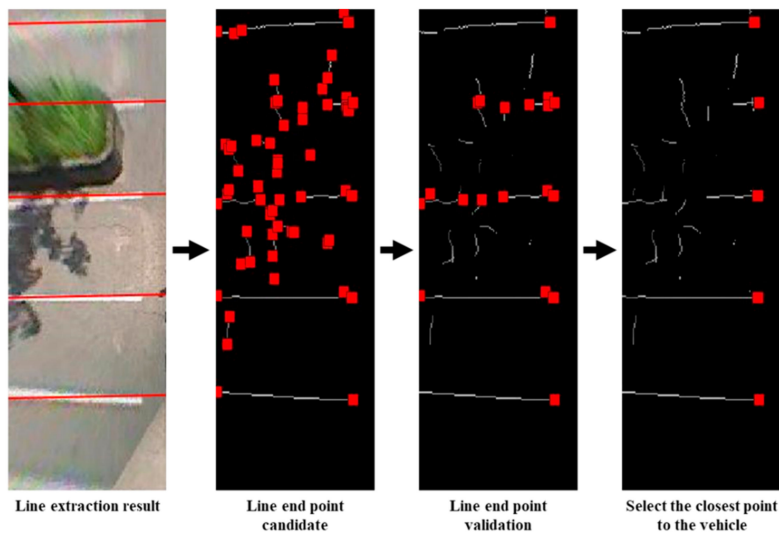 Line extraction result
Line end point
candidate
Line end point
validation
Select the closest point
to the vehicle